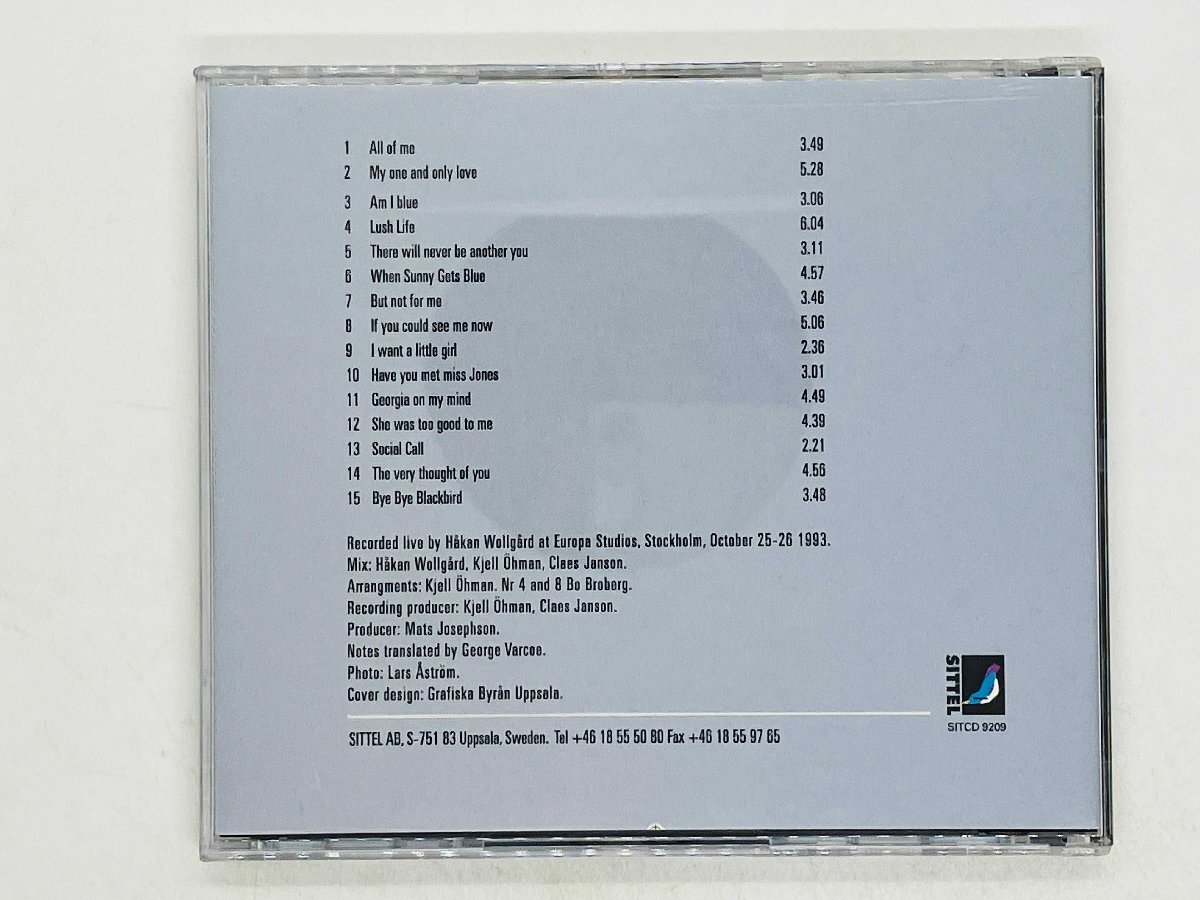 1 All of me 3.49
2 My one and only love 5.28
3 Am I blue 3.06
4 Lush Life 6.04
5 There will never be another you 3.11
6 When Sunny Gets Blue 4.57
7 But not for me 3.46
8 If you could see me now 5.06
9 I want a little girl 2.36
10 Have you met miss Jones 3.01
11 Georgia on my mind 4.49
12 She was too good to me 4.39
13 Social Call 2.21
14 The very thought of you 4.56
15 Bye Bye Blackbird 3.48
Recorded live by Håkan Wollgård at Europa Studios, Stockholm, October 25-26 1993.
Mix: Håkan Wollgård, Kjell Öhman, Claes Janson.
Arrangments: Kjell Öhman. Nr 4 and 8 Bo Broberg.
Recording producer: Kjell Öhman, Claes Janson.
Producer: Mats Josephson.
Notes translated by George Varcoe.
Photo: Lars Åström.
Cover design: Grafiska Byrån Uppsala.
SITTEL AB, S-751 83 Uppsala, Sweden. Tel +46 18 55 50 80 Fax +46 18 55 97 65
SITTEL
SITCD 9209